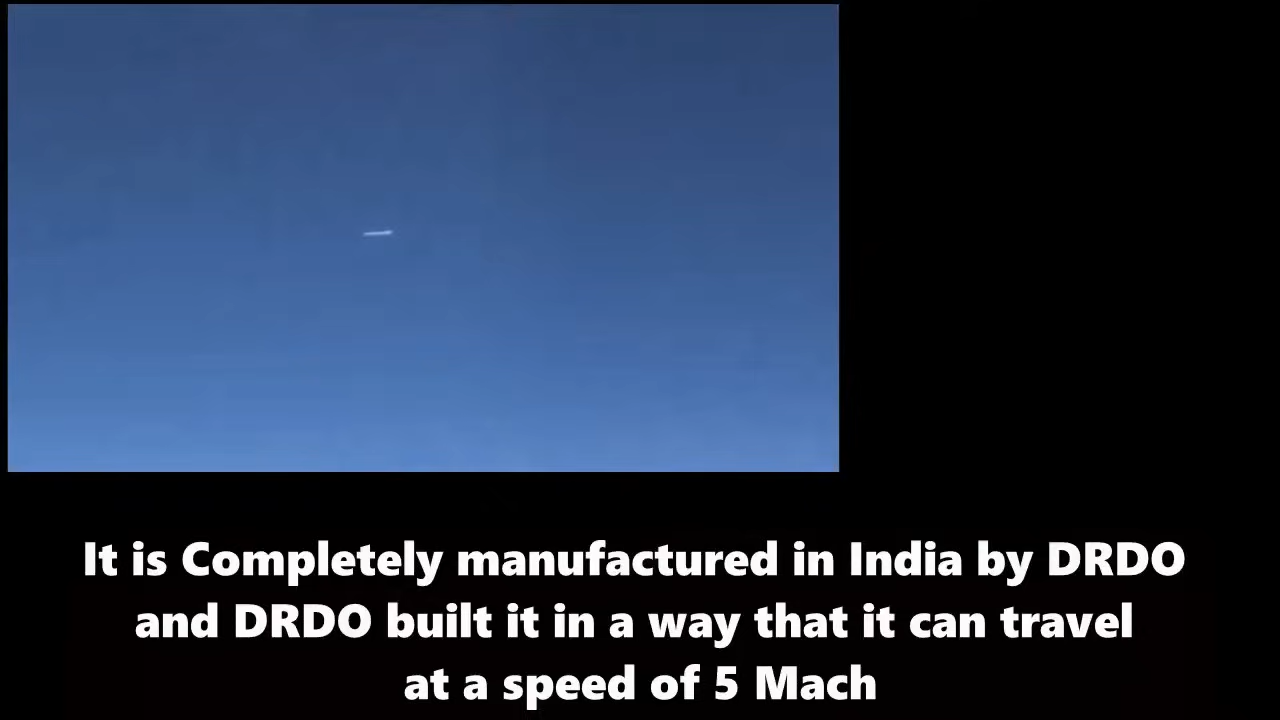 It is Completely manufactured in India by DRDO
and DRDO built it in a way that it can travel
at a speed of 5 Mach